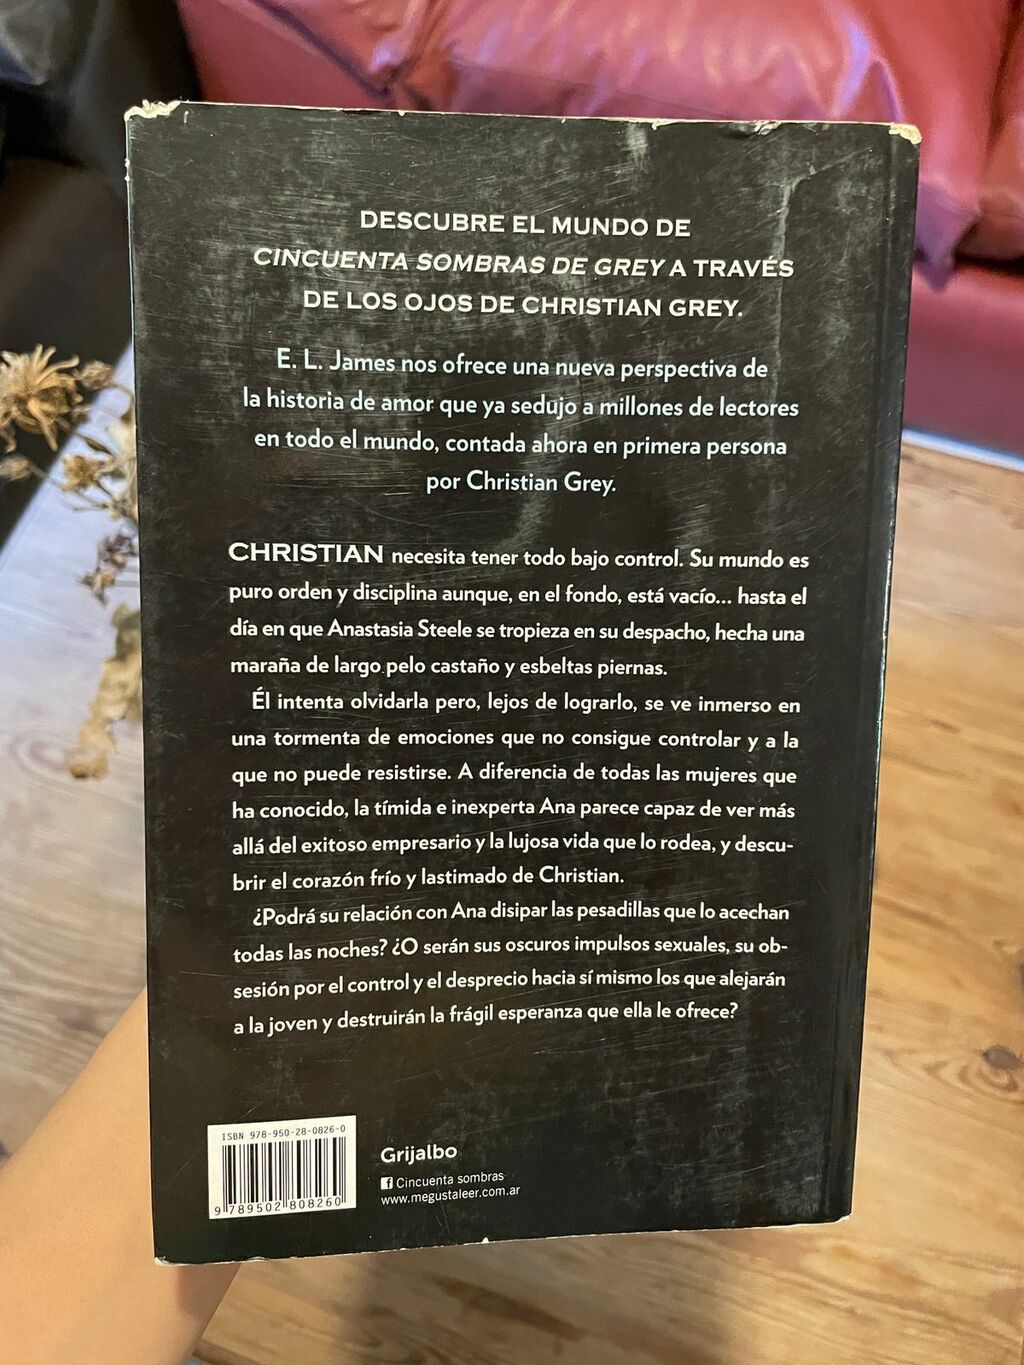 DESCUBRE EL MUNDO DE
CINCUENTA SOMBRAS DE GREY A TRAVÉS
DE LOS OJOS DE CHRISTIAN GREY.
E. L. James nos ofrece una nueva perspectiva de
la historia de amor que ya sedujo a millones de lectores
en todo el mundo, contada ahora en primera persona
por Christian Grey.
CHRISTIAN necesita tener todo bajo control. Su mundo es
puro orden y disciplina aunque, en el fondo, está vacío... hasta el
día en que Anastasia Steele se tropieza en su despacho, hecha una
maraña de largo pelo castaño y esbeltas piernas.
Él intenta olvidarla pero, lejos de lograrlo, se ve inmerso en
una tormenta de emociones que no consigue controlar y a la
que no puede resistirse. A diferencia de todas las mujeres que
ha conocido, la tímida e inexperta Ana parece capaz de ver más
allá del exitoso empresario y la lujosa vida que lo rodea, y descu-
brir el corazón frío y lastimado de Christian.
¿Podrá su relación con Ana disipar las pesadillas que lo acechan
todas las noches? ¿O serán sus oscuros impulsos sexuales, su ob-
sesión por el control y el desprecio hacia sí mismo los que alejarán
a la joven y destruirán la frágil esperanza que ella le ofrece?
ISBN 978-950-28-0826-0
9 789502 808260
Grijalbo
Cincuenta sombras
www.megustaleer.com.ar